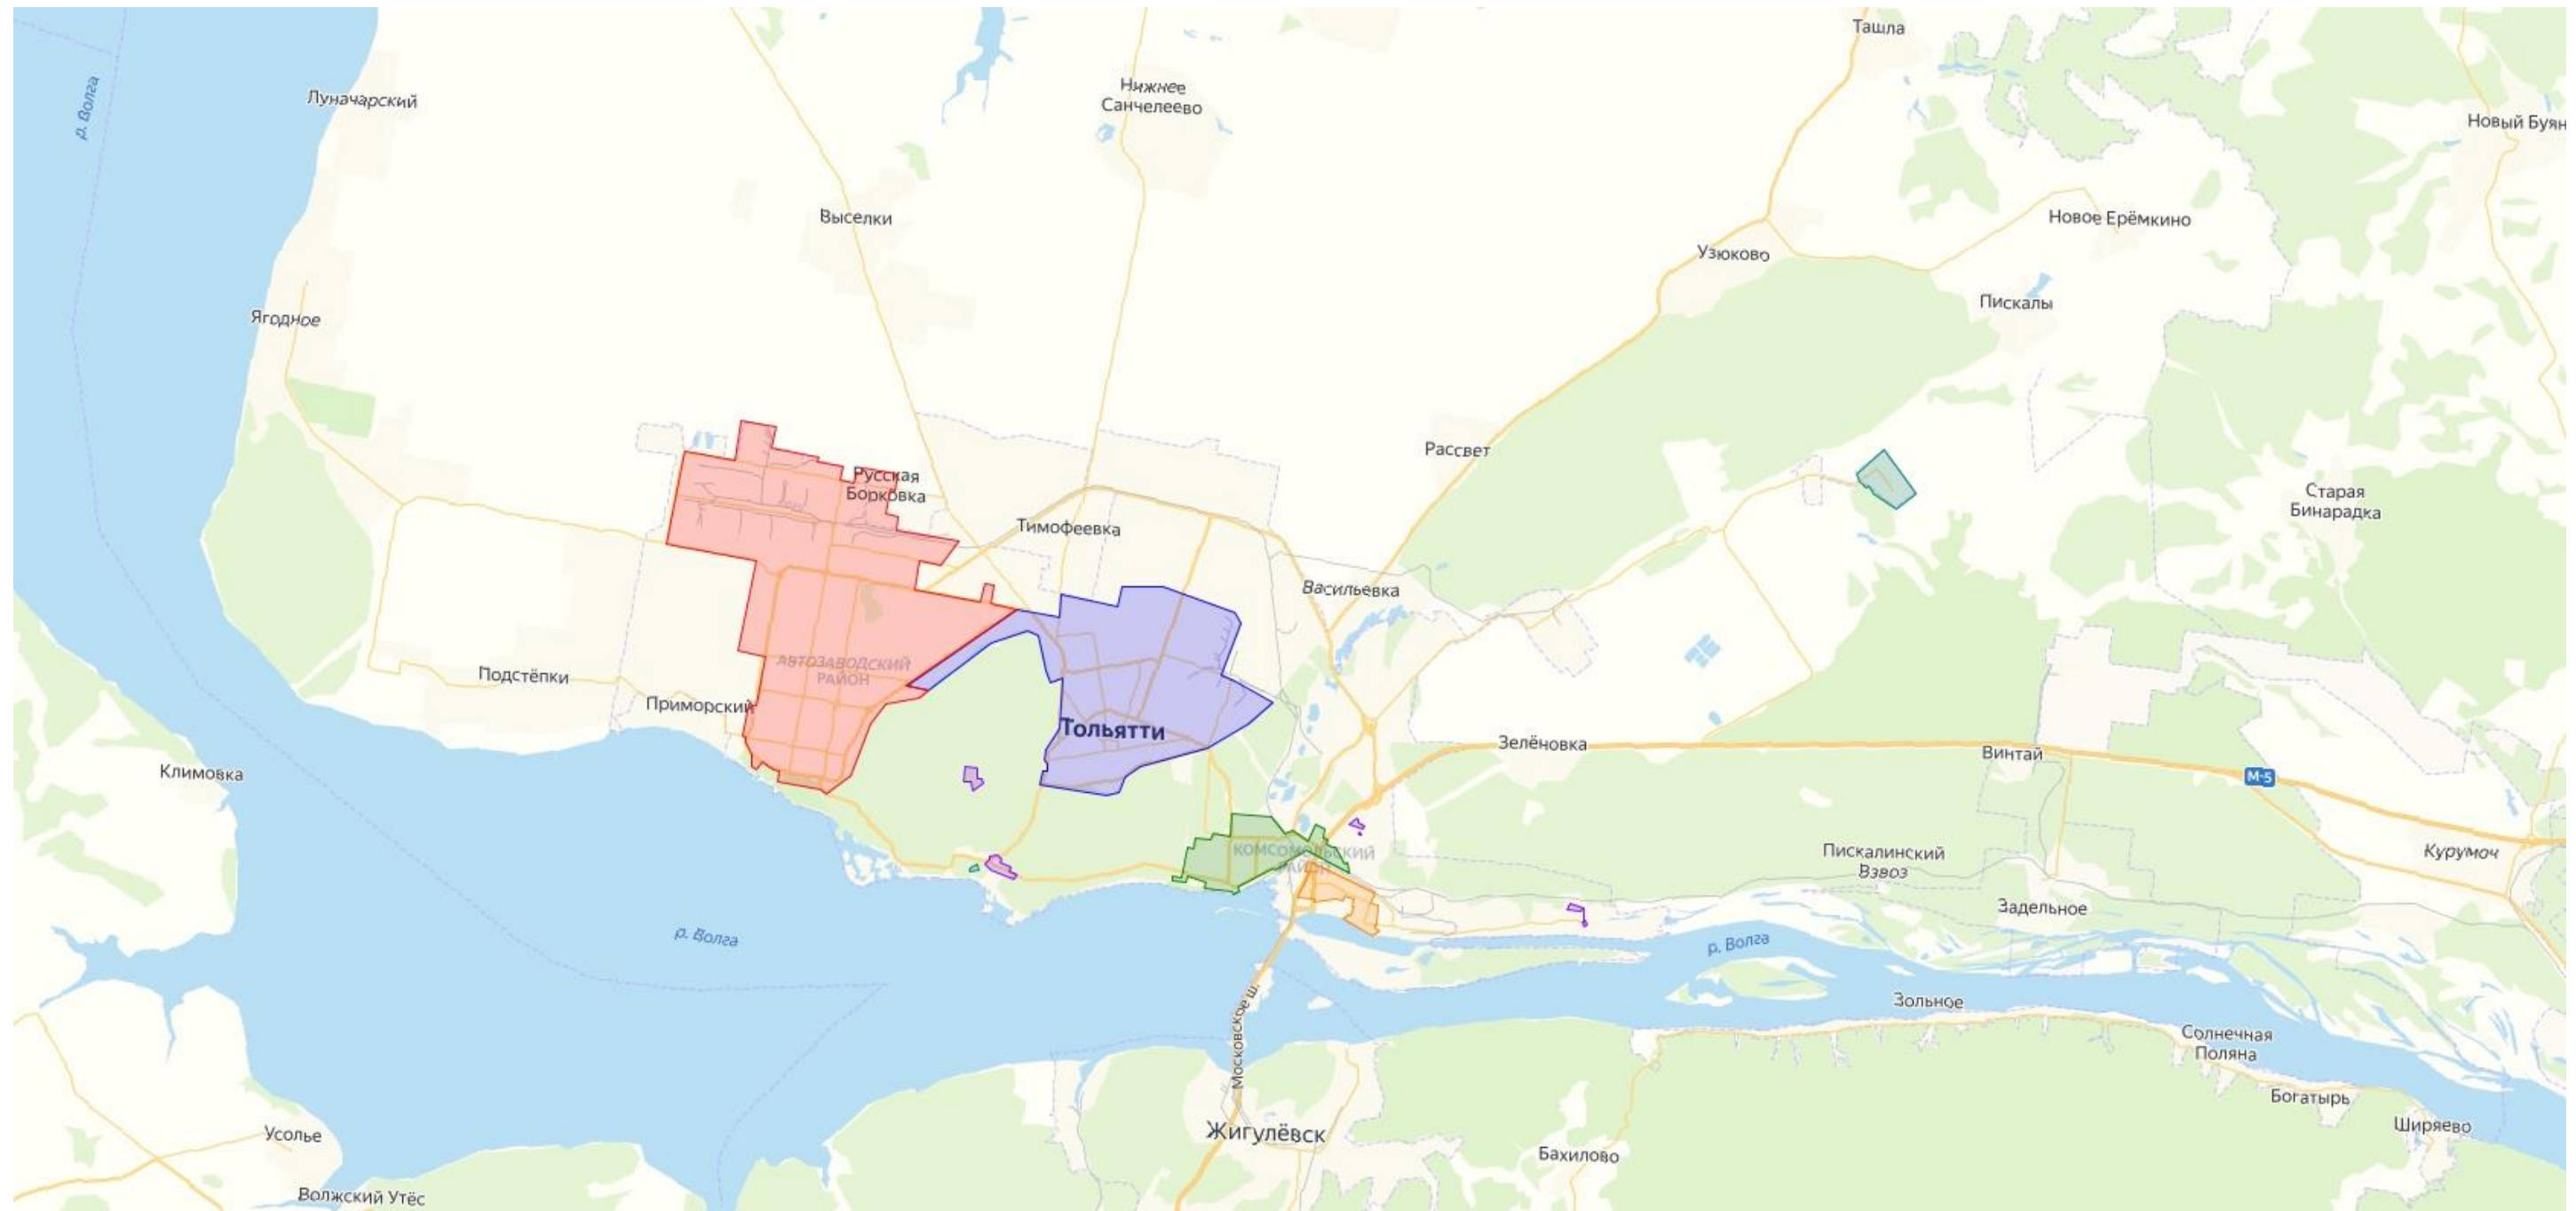 Ташла
р. Волга
Луначарский
Нижнее
Санчелеево
Новый Буян
Выселки
Новое Ерёмкино
Узюково
Пискалы
Ягодное
Рассвет
Русская
Борковка
Старая
Бинарадка
Тимофеевка
Васильевка
АВТОЗАВОДСКИЙ
РАЙОН
Подстёпки
Приморский
Тольятти
Зелёновка
Винтай
М-5
Климовка
КОМСОМОЛЬСКИЙ
РАЙОН
Пискалинский
Взвоз
Курумоч
Задельное
р. Волга
р. Волга
Зольное
Московское ш.
Солнечная
Поляна
Богатырь
Ширяево
Усолье
Жигулёвск
Бахилово
Волжский Утёс